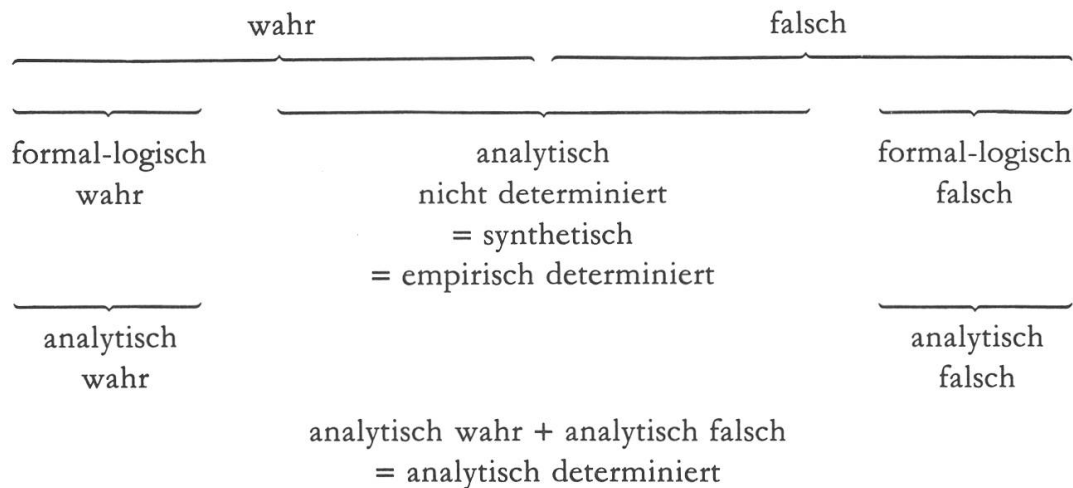 wahr falsch
formal-logisch analytisch formal-logisch
wahr nicht determiniert falsch
= synthetisch
= empirisch determiniert
analytisch analytisch
wahr falsch
analytisch wahr + analytisch falsch
= analytisch determiniert